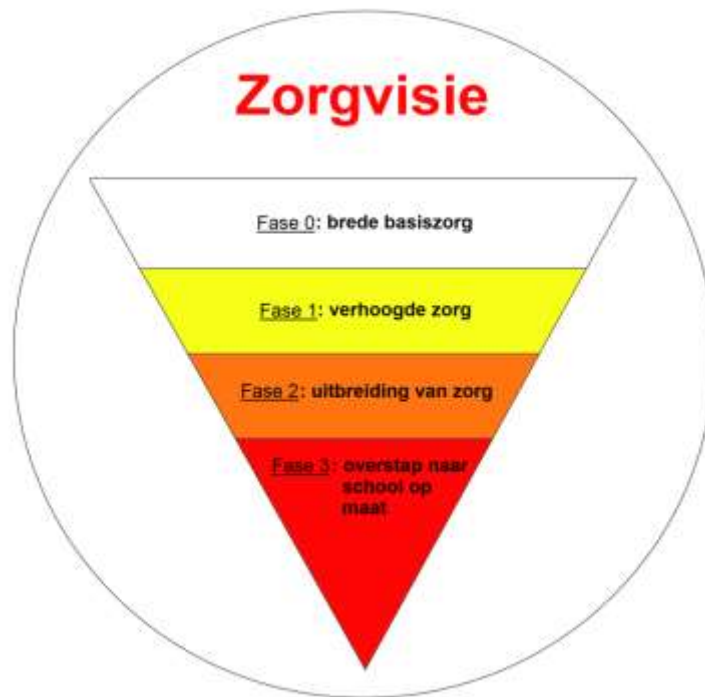 Zorgvisie
Fase 0: brede basiszorg
Fase 1: verhoogde zorg
Fase 2: uitbreiding van zorg
Fase 3: overstap naar
school op
maat